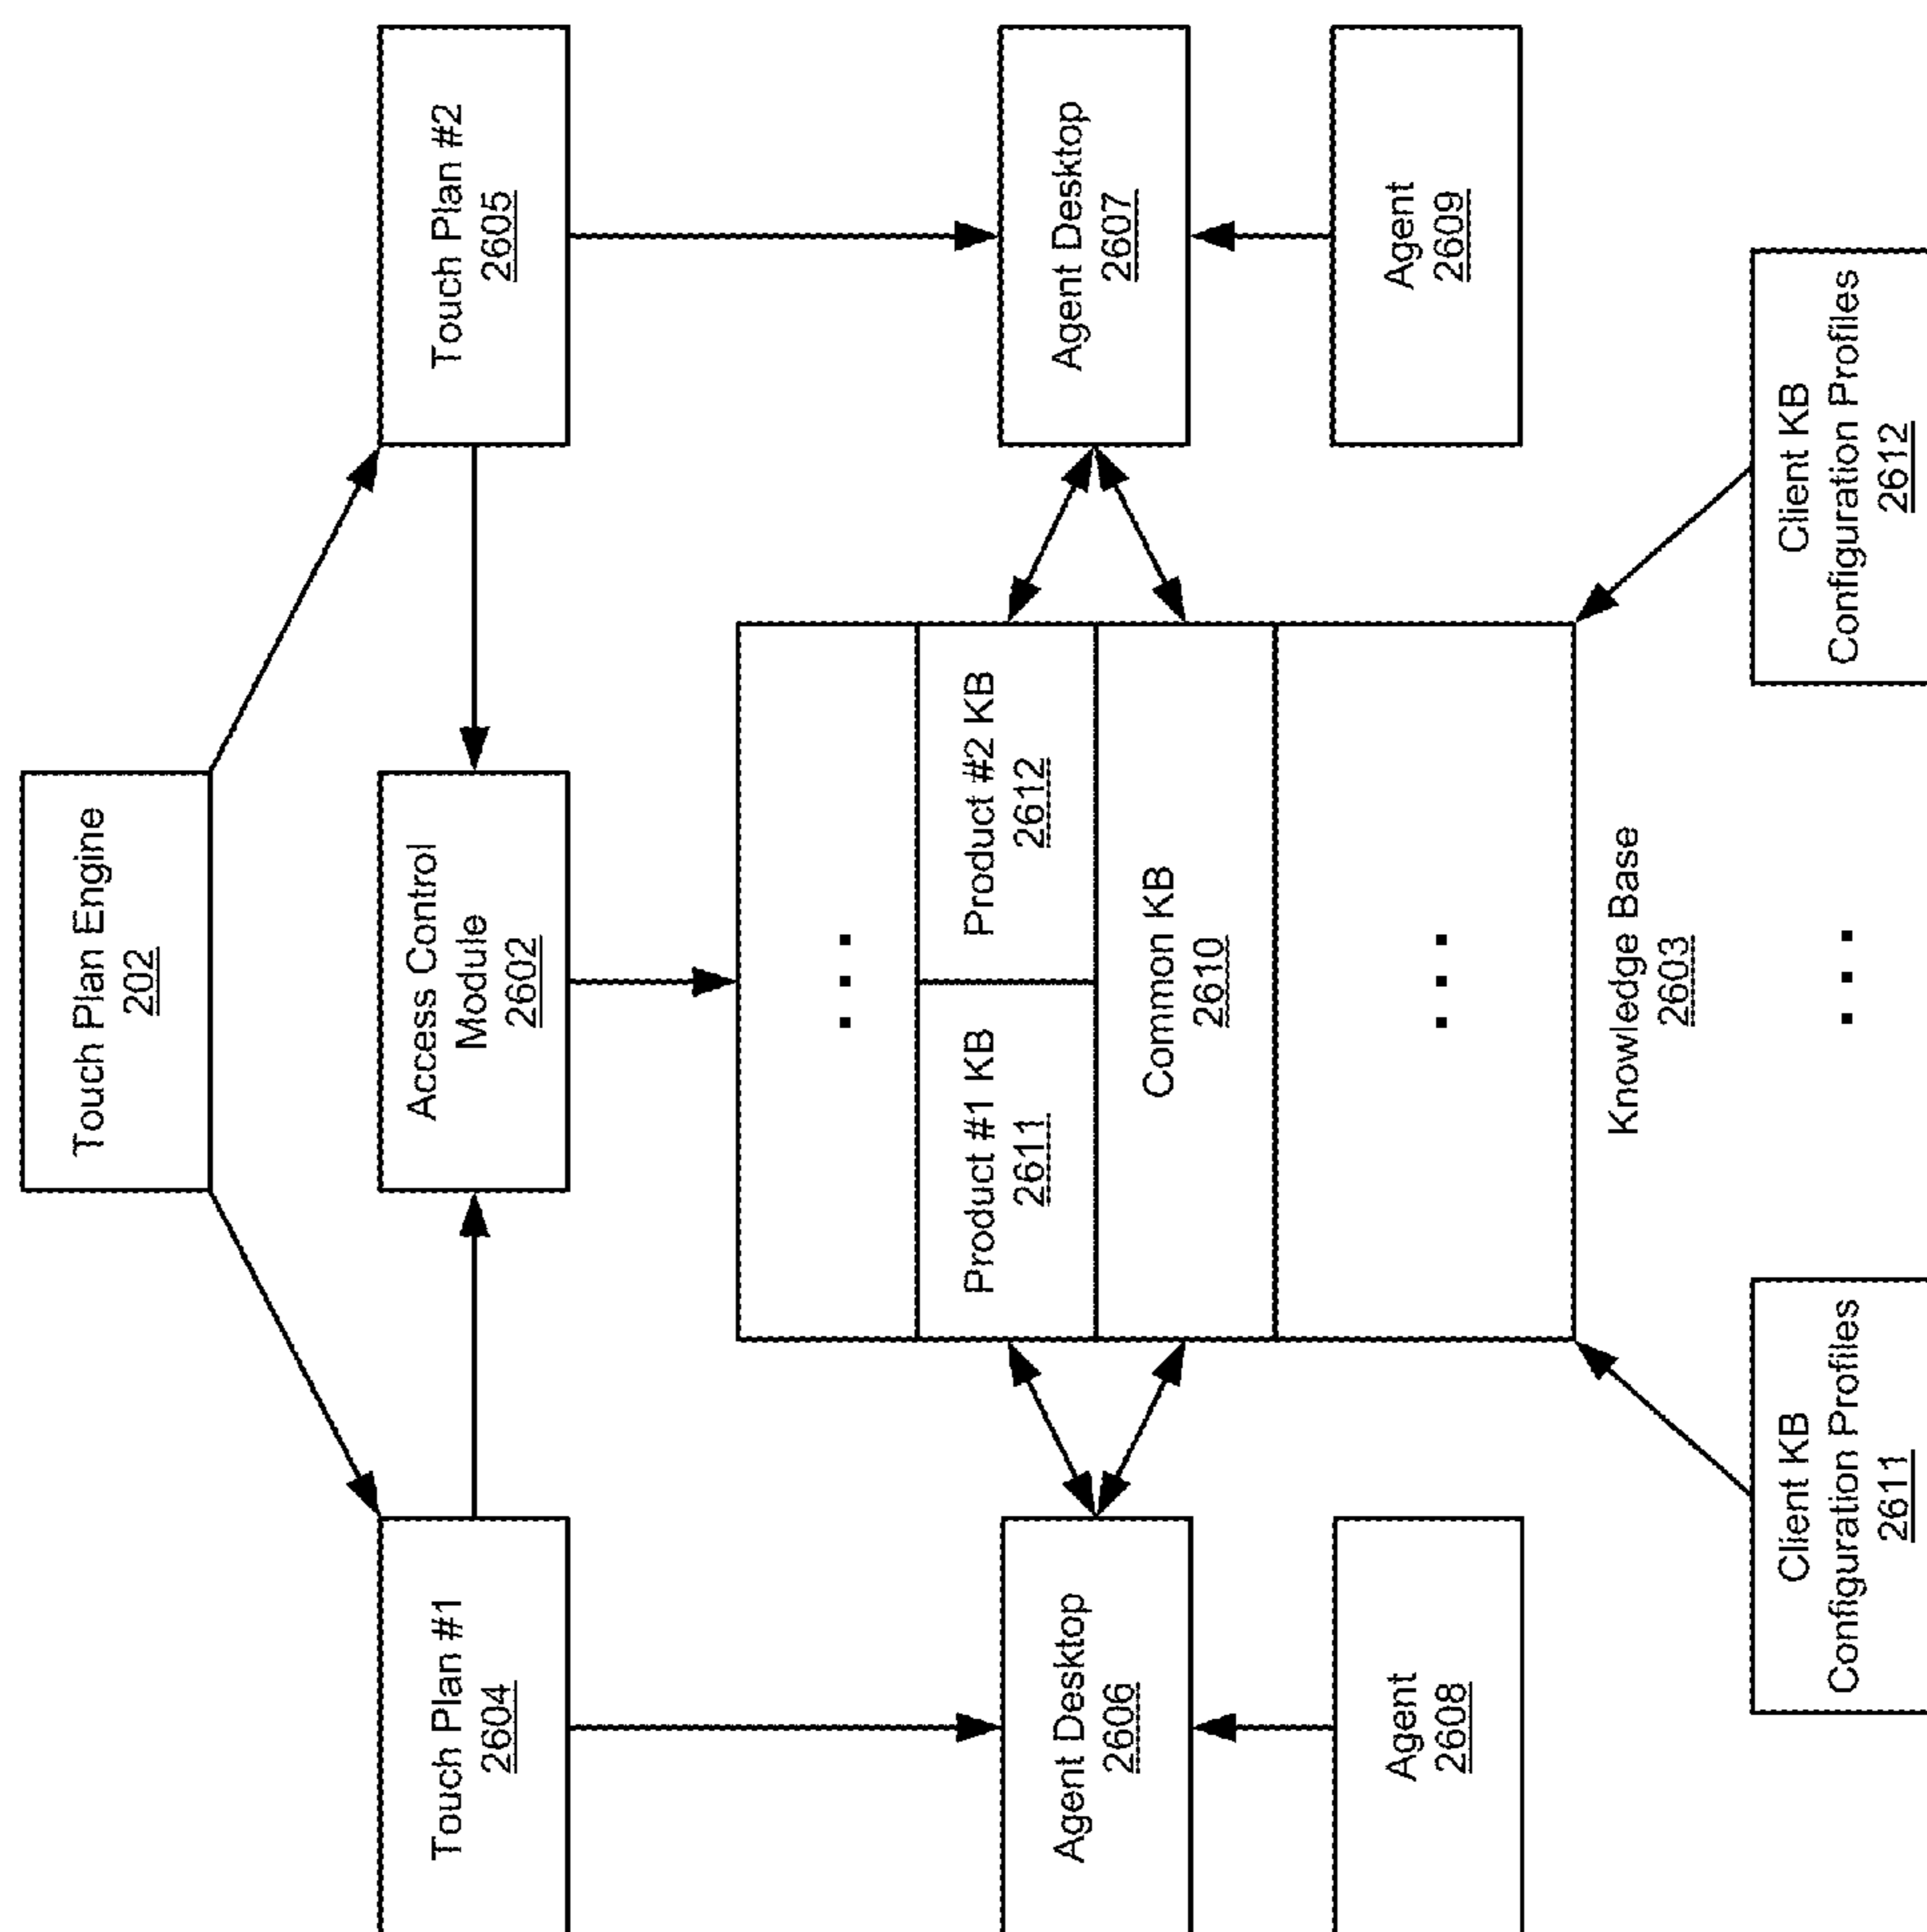 Touch Plan Engine
202
Touch Plan #1
2604
Access Control
Module
2602
Touch Plan #2
2605
...
Product #1 KB
2611
Product #2 KB
2612
Agent Desktop
2606
Common KB
2610
Agent Desktop
2607
...
Agent
2608
Agent
2609
Knowledge Base
2603
Client KB
Configuration Profiles
2611
...
Client KB
Configuration Profiles
2612